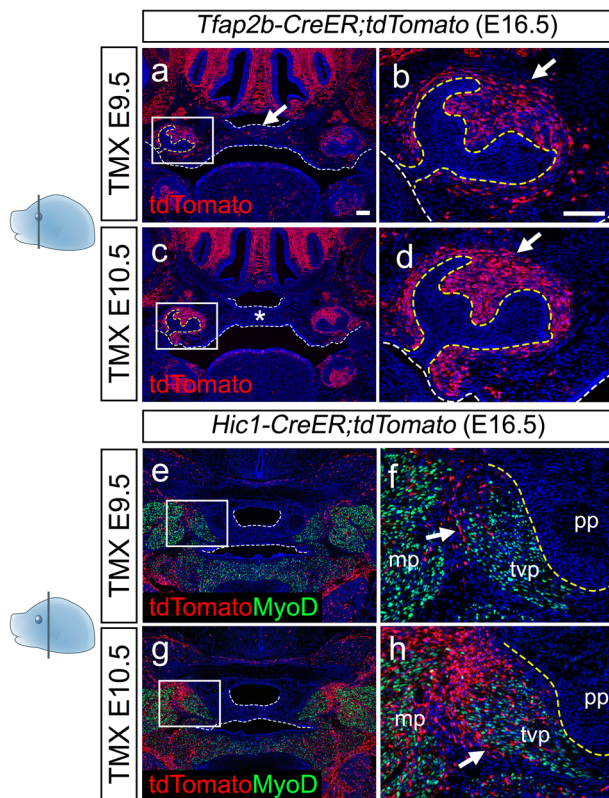 Tfap2b-CreER;tdTomato (E16.5)
TMX E9.5
a
tdTomato
b
TMX E10.5
c
*
tdTomato
d
Hic1-CreER;tdTomato (E16.5)
TMX E9.5
e
tdTomatoMyoD
f
pp
mp
tvp
TMX E10.5
g
tdTomatoMyoD
h
pp
mp
tvp